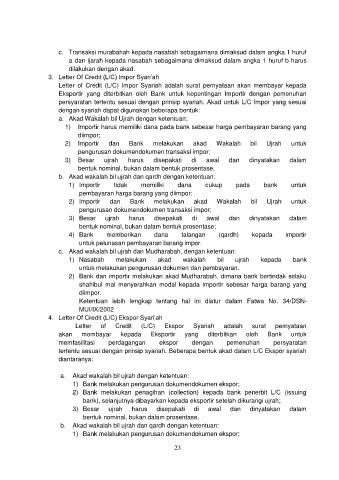 c. Transaksi murabahah kepada nasabah sebagaimana dimaksud dalam angka 1 huruf
a dan ijarah kepada nasabah sebagaimana dimaksud dalam angka 1 huruf b harus
dilakukan dengan akad.
3. Letter Of Credit (L/C) Impor Syari'ah
Letter of Credit (L/C) Impor Syariah adalah surat pernyataan akan membayar kepada
Eksportir yang diterbitkan oleh Bank untuk kepentingan Importir dengan pemenuhan
persyaratan tertentu sesuai dengan prinsip syariah. Akad untuk L/C Impor yang sesuai
dengan syariah dapat digunakan beberapa bentuk:
a. Akad Wakalah bil Ujrah dengan ketentuan:
1) Importir harus memiliki dana pada bank sebesar harga pembayaran barang yang
diimpor;
2) Importir dan Bank melakukan akad Wakalah bil Ujrah untuk
pengurusan dokumendokumen transaksi impor;
3) Besar ujrah harus disepakati di awal dan dinyatakan dalam
bentuk nominal, bukan dalam bentuk prosentase.
b. Akad wakalah bil ujrah dan qardh dengan ketentuan:
1) Importir tidak memiliki dana cukup pada bank untuk
pembayaran harga barang yang diimpor;
2) Importir dan Bank melakukan akad Wakalah bil Ujrah untuk
pengurusan dokumendokumen transaksi impor;
3) Besar ujrah harus disepakati di awal dan dinyatakan dalam
bentuk nominal, bukan dalam bentuk prosentase;
4) Bank memberikan dana talangan (qardh) kepada importir
untuk pelunasan pembayaran barang impor.
c. Akad wakalah bil ujrah dan Mudharabah, dengan ketentuan:
1) Nasabah melakukan akad wakalah bil ujrah kepada bank
untuk melakukan pengurusan dokumen dan pembayaran.
2) Bank dan importir melakukan akad Mudharabah, dimana bank bertindak selaku
shahibul mal menyerahkan modal kepada importir sebesar harga barang yang
diimpor.
Ketentuan lebih lengkap tentang hal ini diatur dalam Fatwa No. 34/DSN-
MUI/IX/2002
4. Letter Of Credit (L/C) Ekspor Syari'ah
Letter of Credit (L/C) Ekspor Syariah adalah surat pernyataan
akan membayar kepada Eksportir yang diterbitkan oleh Bank untuk
memfasilitasi perdagangan ekspor dengan pemenuhan persyaratan
tertentu sesuai dengan prinsip syariah. Beberapa bentuk akad dalam L/C Ekspor syariah
diantaranya:
a. Akad wakalah bil ujrah dengan ketentuan:
1) Bank melakukan pengurusan dokumendokumen ekspor;
2) Bank melakukan penagihan (collection) kepada bank penerbit L/C (issuing
bank), selanjutnya dibayarkan kepada eksportir setelah dikurangi ujrah;
3) Besar ujrah harus disepakati di awal dan dinyatakan dalam
bentuk nominal, bukan dalam prosentase.
b. Akad wakalah bil ujrah dan qardh dengan ketentuan:
1) Bank melakukan pengurusan dokumendokumen ekspor;
23